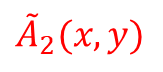 Ã₂(x, y)